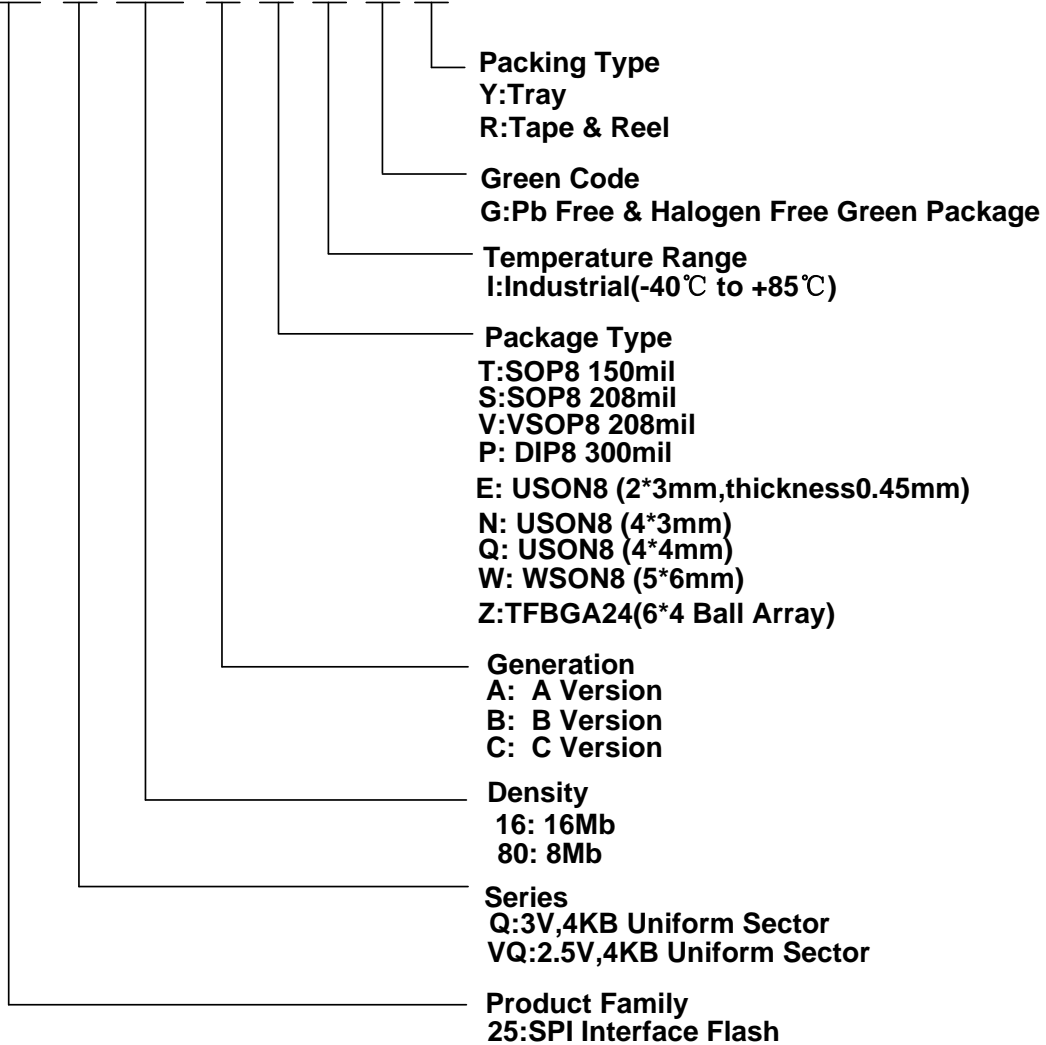 Packing Type
Y:Tray
R:Tape & Reel
Green Code
G:Pb Free & Halogen Free Green Package
Temperature Range
I:Industrial(-40℃ to +85℃)
Package Type
T:SOP8 150mil
S:SOP8 208mil
V:VSOP8 208mil
P: DIP8 300mil
E: USON8 (2*3mm,thickness0.45mm)
N: USON8 (4*3mm)
Q: USON8 (4*4mm)
W: WSON8 (5*6mm)
Z:TFBGA24(6*4 Ball Array)
Generation
A: A Version
B: B Version
C: C Version
Density
16: 16Mb
80: 8Mb
Series
Q:3V,4KB Uniform Sector
VQ:2.5V,4KB Uniform Sector
Product Family
25:SPI Interface Flash